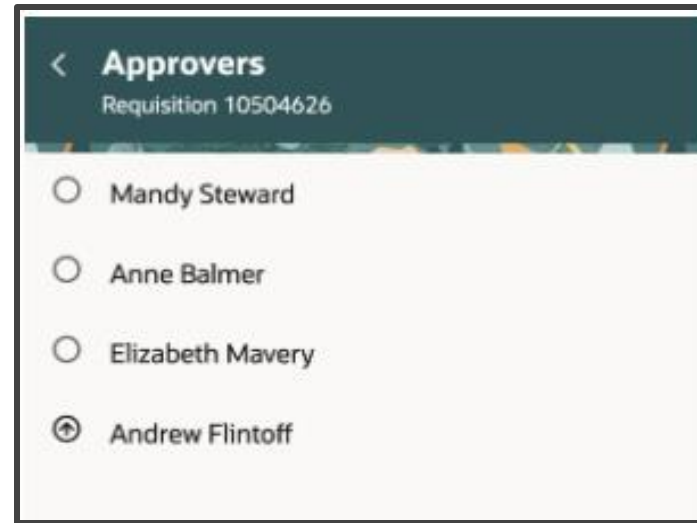 Approvers
Requisition 10504626
Mandy Steward
Anne Balmer
Elizabeth Mavery
Andrew Flintoff